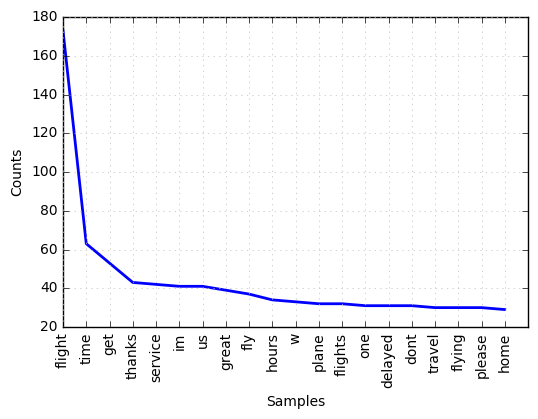 180
160
140
120
100
80
60
40
20
Counts
flight
time
get
thanks
service
im
us
great
fly
hours
w
plane
flights
one
delayed
dont
travel
flying
please
home
Samples